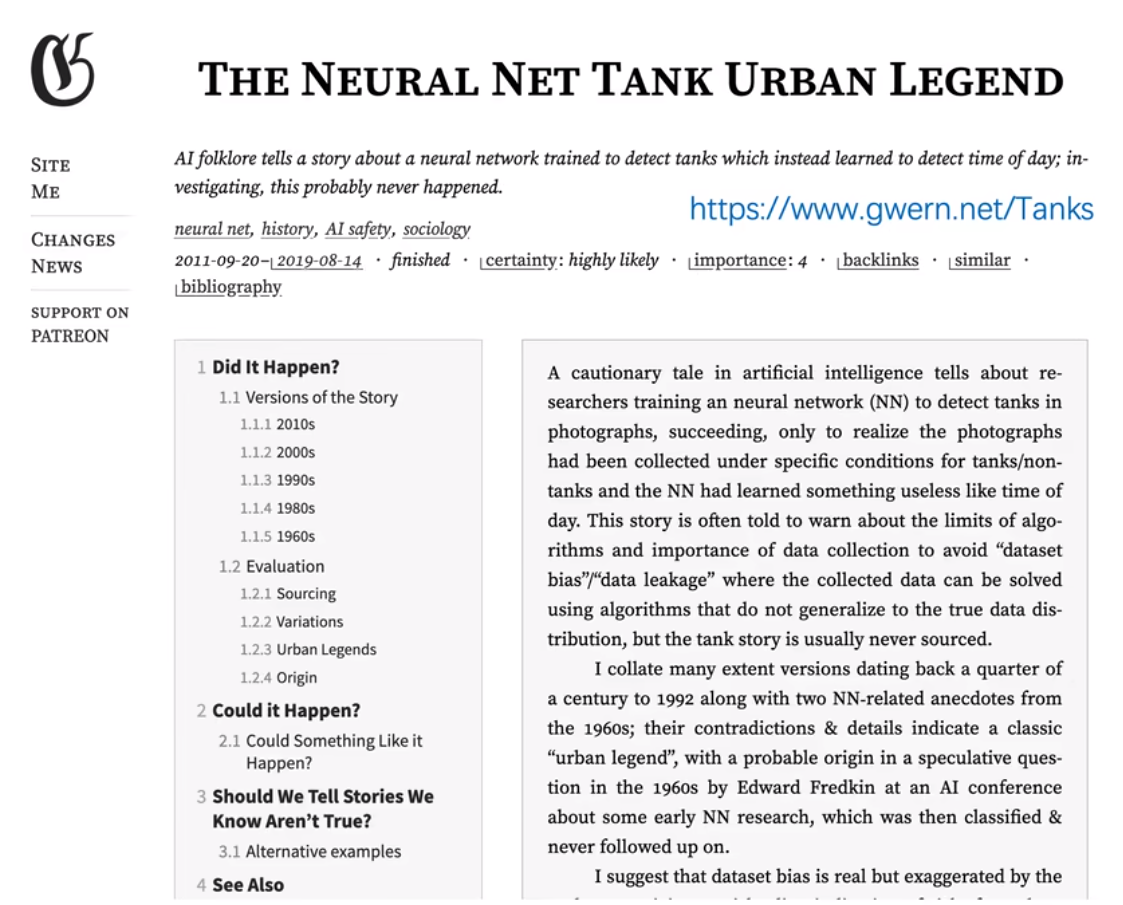 G
THE NEURAL NET TANK URBAN LEGEND
SITE
ME
CHANGES
NEWS
SUPPORT ON
PATREON
AI folklore tells a story about a neural network trained to detect tanks which instead learned to detect time of day; in-
vestigating, this probably never happened.
https://www.gwern.net/Tanks
neural net, history, AI safety, sociology
2011-09-20–2019-08-14 · finished · certainty: highly likely · importance: 4 · backlinks · similar ·
bibliography
1 Did It Happen?
1.1 Versions of the Story
1.1.1 2010s
1.1.2 2000s
1.1.3 1990s
1.1.4 1980s
1.1.5 1960s
1.2 Evaluation
1.2.1 Sourcing
1.2.2 Variations
1.2.3 Urban Legends
1.2.4 Origin
2 Could it Happen?
2.1 Could Something Like it
Happen?
3 Should We Tell Stories We
Know Aren’t True?
3.1 Alternative examples
4 See Also
A cautionary tale in artificial intelligence tells about re-
searchers training an neural network (NN) to detect tanks in
photographs, succeeding, only to realize the photographs
had been collected under specific conditions for tanks/non-
tanks and the NN had learned something useless like time of
day. This story is often told to warn about the limits of algo-
rithms and importance of data collection to avoid “dataset
bias”/“data leakage” where the collected data can be solved
using algorithms that do not generalize to the true data dis-
tribution, but the tank story is usually never sourced.
I collate many extent versions dating back a quarter of
a century to 1992 along with two NN-related anecdotes from
the 1960s; their contradictions & details indicate a classic
“urban legend”, with a probable origin in a speculative ques-
tion in the 1960s by Edward Fredkin at an AI conference
about some early NN research, which was then classified &
never followed up on.
I suggest that dataset bias is real but exaggerated by the